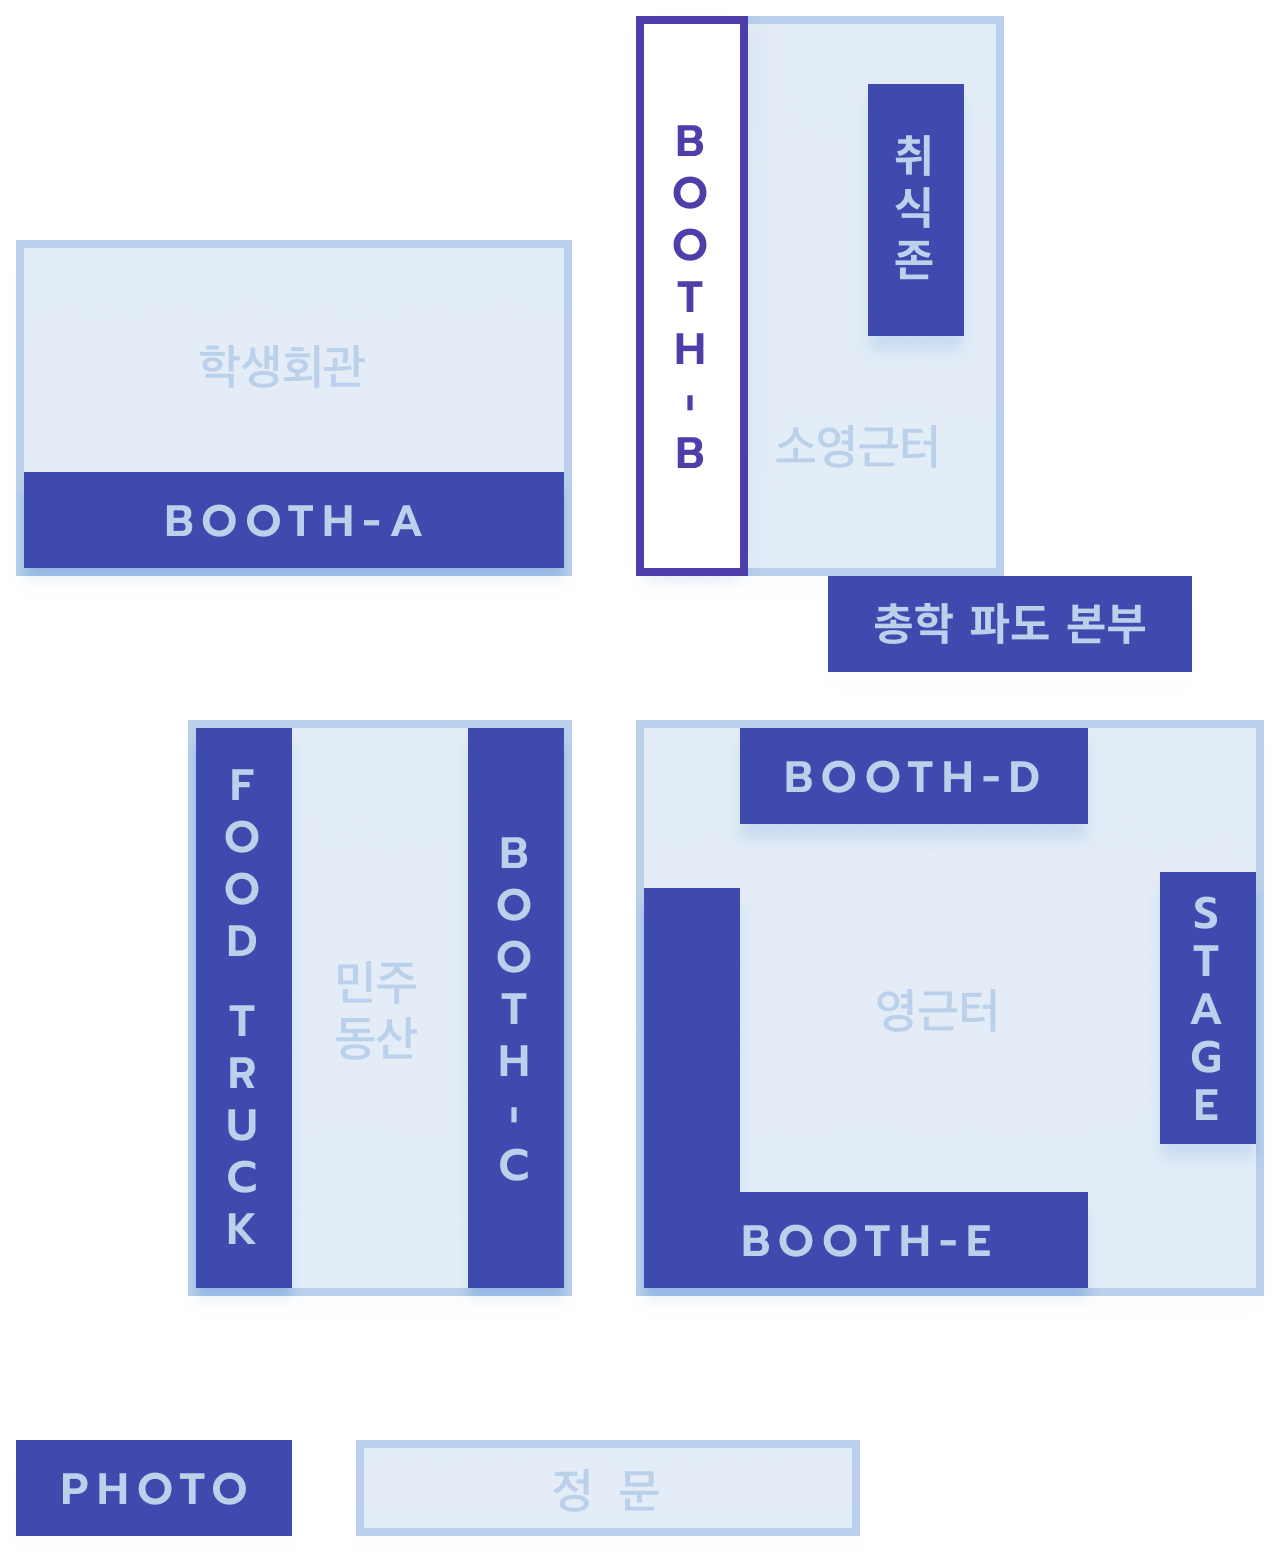 BOOTH-B
취식존
학생회관
소영근터
BOOTH-A
총학 파도 본부
FOOD TRUCK
민주
동산
BOOTH-C
BOOTH-D
영근터
STAGE
BOOTH-E
PHOTO
정 문